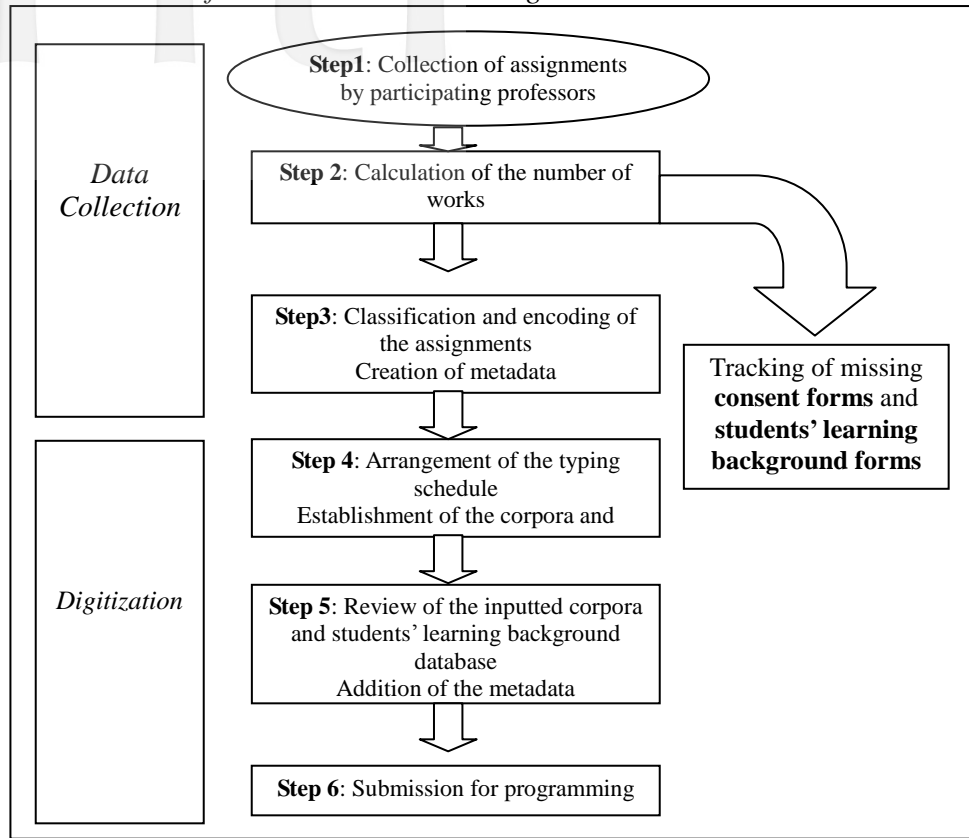 Step1: Collection of assignments
by participating professors
Data
Collection
Step 2: Calculation of the number of
works
Step3: Classification and encoding of
the assignments
Creation of metadata
Tracking of missing
consent forms and
students’ learning
background forms
Step 4: Arrangement of the typing
schedule
Establishment of the corpora and
Digitization
Step 5: Review of the inputted corpora
and students’ learning background
database
Addition of the metadata
Step 6: Submission for programming